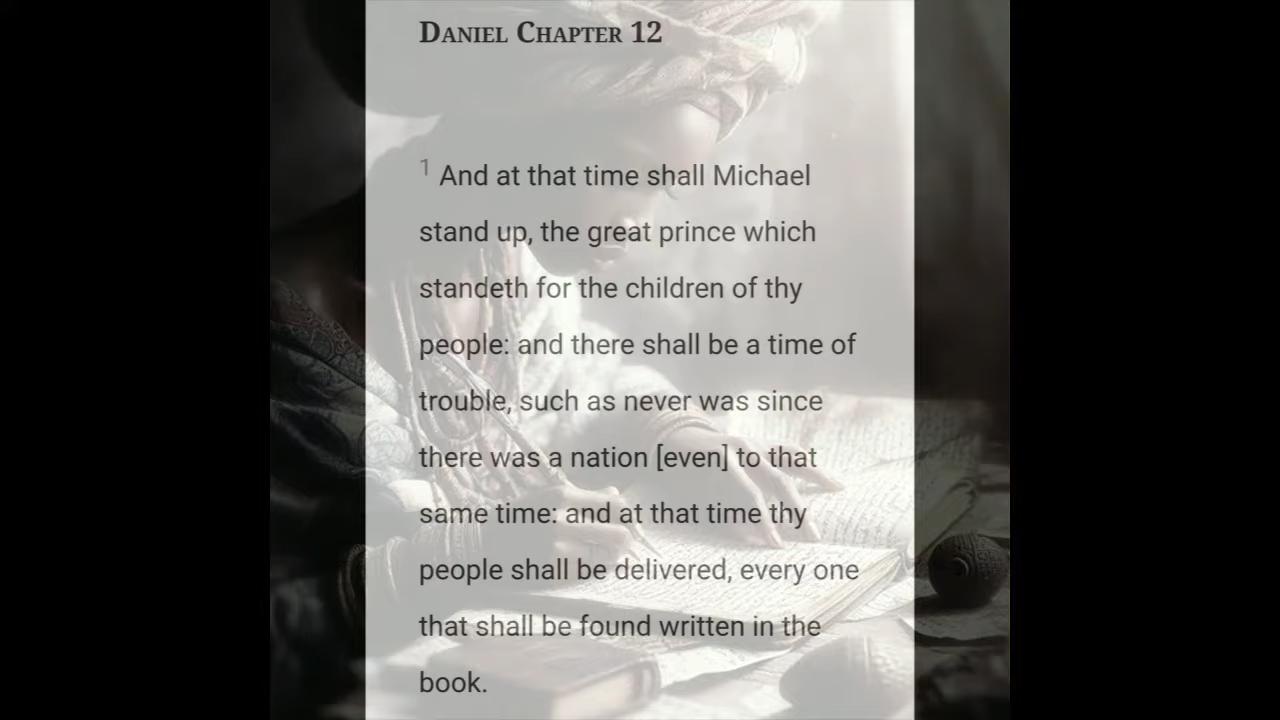 DANIEL CHAPTER 12
1 And at that time shall Michael
stand up, the great prince which
standeth for the children of thy
people: and there shall be a time of
trouble, such as never was since
there was a nation [even] to that
same time: and at that time thy
people shall be delivered, every one
that shall be found written in the
book.